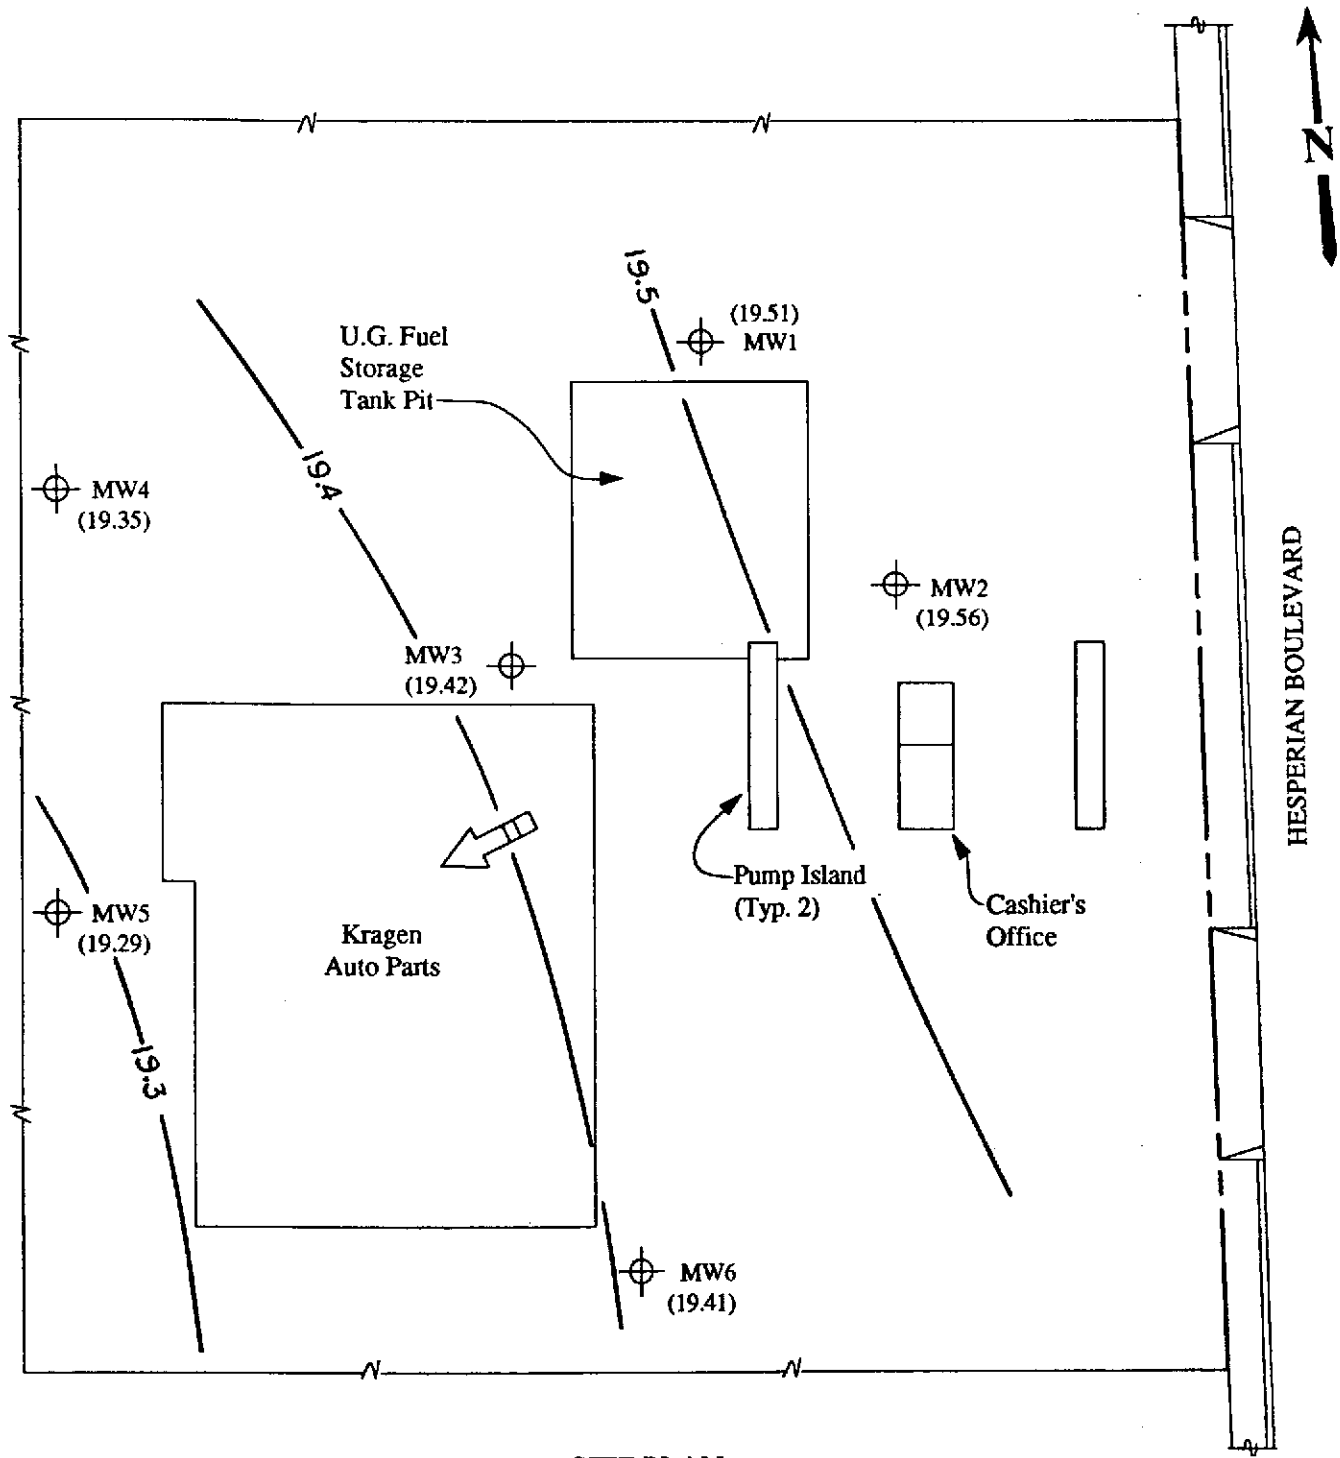 N
19.5
(19.51)
MW1
U.G. Fuel
Storage
Tank Pit
19.4
MW4
(19.35)
MW2
(19.56)
HESPERIAN BOULEVARD
MW3
(19.42)
Pump Island
(Typ. 2)
Cashier's
Office
MW5
(19.29)
Kragen
Auto Parts
19.3
MW6
(19.41)